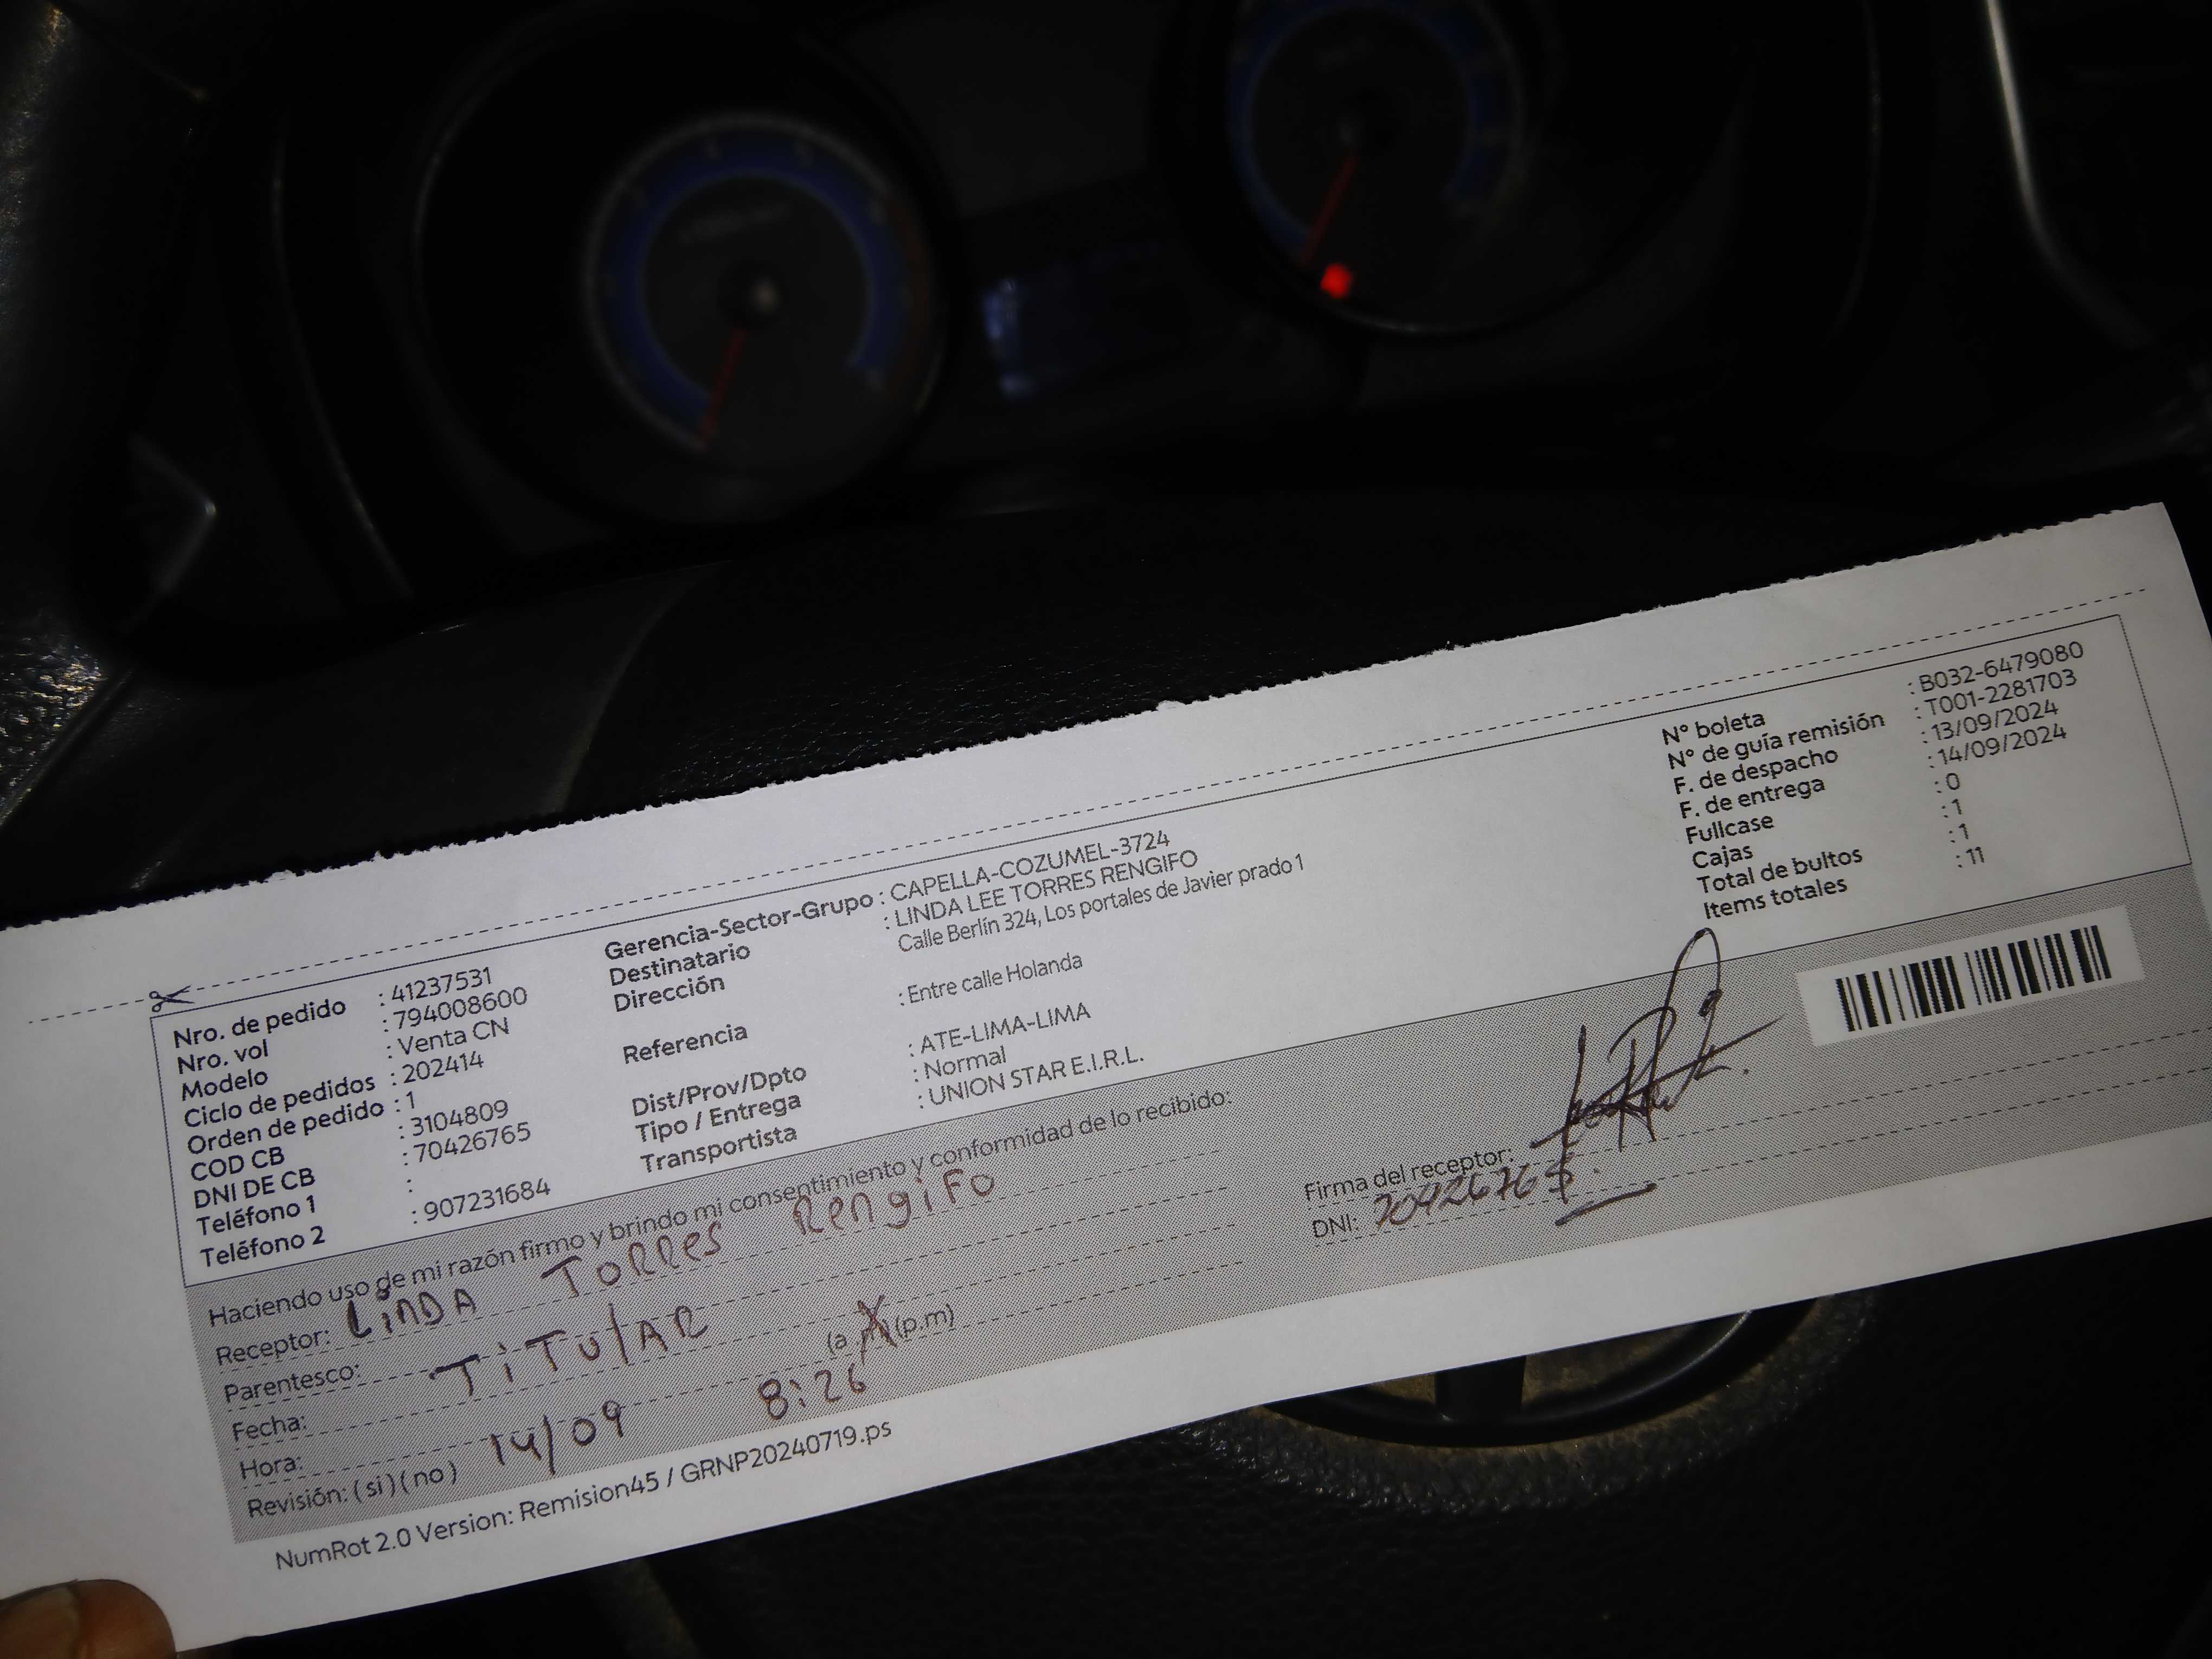 Nro. de pedido : 41237531
Nro. vol : 794008600
Modelo : Venta CN
Ciclo de pedidos : 202414
Orden de pedido : 1
COD CB : 3104809
DNI DE CB : 70426765
Teléfono 1 :
Teléfono 2 : 907231684
Gerencia-Sector-Grupo : CAPELLA-COZUMEL-3724
Destinatario : LINDA LEE TORRES RENGIFO
Dirección Calle Berlín 324, Los portales de Javier prado 1
Referencia : Entre calle Holanda
Dist/Prov/Dpto : ATE-LIMA-LIMA
Tipo / Entrega : Normal
Transportista : UNION STAR E.I.R.L.
N° boleta : B032-6479080
N° de guía remisión : T001-2281703
F. de despacho : 13/09/2024
F. de entrega : 14/09/2024
Fullcase : 0
Cajas : 1
Total de bultos : 1
Items totales : 11
Haciendo uso de mi razón firmo y brindo mi consentimiento y conformidad de lo recibido:
Receptor: LiNDA ToRReS RengiFo
Parentesco: TiTulAR
Fecha: 14/09
Hora: 8:26 (a.m) (p.m)
Revisión: (si) (no)
Firma del receptor:
DNI: 70426765
NumRot 2.0 Version: Remision45 / GRNP20240719.ps